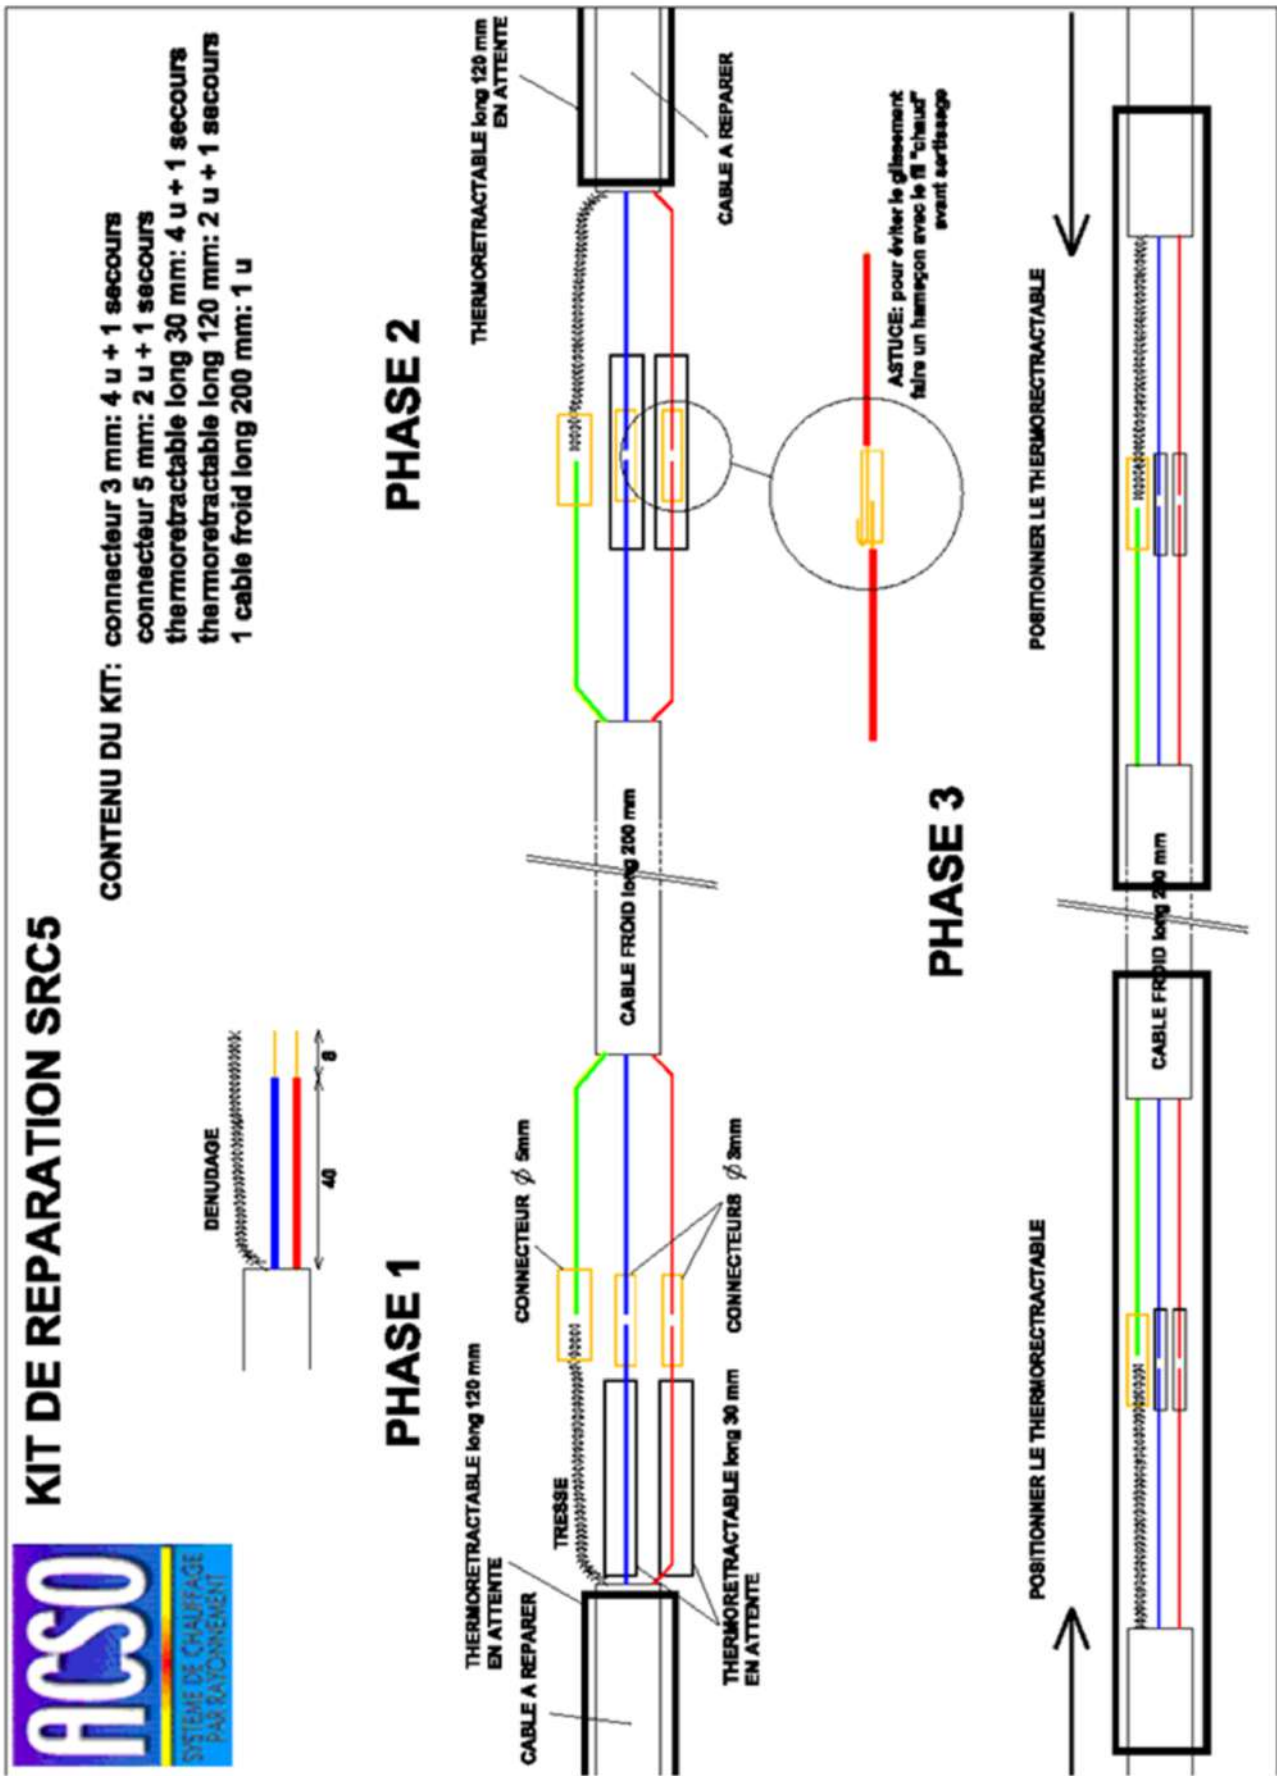 ACSO
SYSTEME DE CHAUFFAGE
PAR RAYONNEMENT
KIT DE REPARATION SRC5
CONTENU DU KIT: connecteur 3 mm: 4 u + 1 secours
connecteur 5 mm: 2 u + 1 secours
thermoretractable long 30 mm: 4 u + 1 secours
thermoretractable long 120 mm: 2 u + 1 secours
1 cable froid long 200 mm: 1 u
DENUDAGE
40
8
PHASE 1
THERMORETRACTABLE long 120 mm
EN ATTENTE
CABLE A REPARER
TRESSE
CONNECTEUR Ø 5mm
CONNECTEURS Ø 3mm
THERMORETRACTABLE long 30 mm
EN ATTENTE
CABLE FROID long 200 mm
PHASE 2
THERMORETRACTABLE long 120 mm
EN ATTENTE
CABLE A REPARER
ASTUCE: pour éviter le glissement
faire un hameçon avec le fil "chaud"
avant sertissage
PHASE 3
POSITIONNER LE THERMORECTRACTABLE
CABLE FROID long 200 mm
POSITIONNER LE THERMORECTRACTABLE